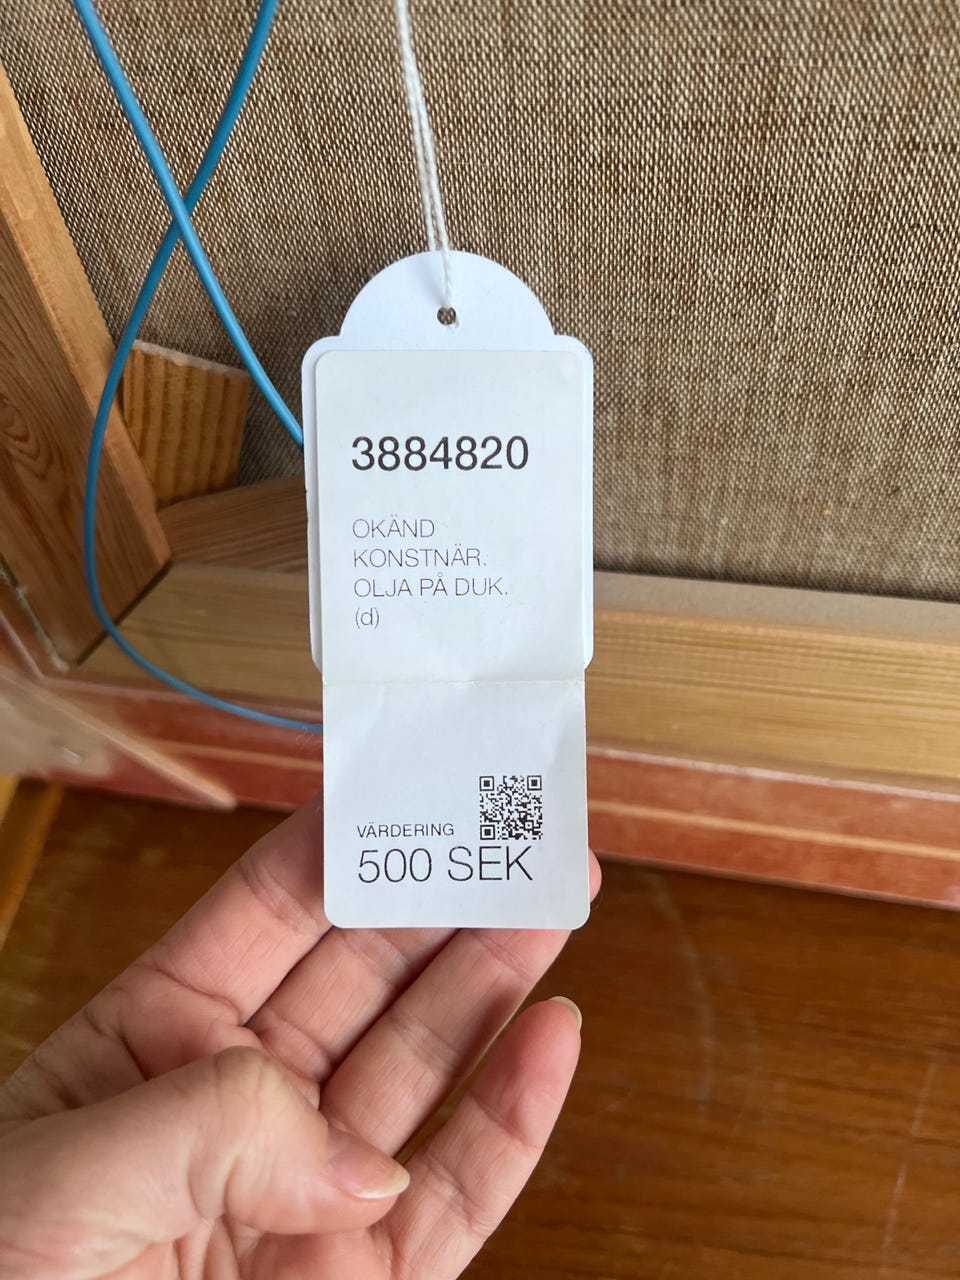 3884820
OKÄND
KONSTNÄR.
OLJA PÅ DUK.
(d)
VÄRDERING
500 SEK